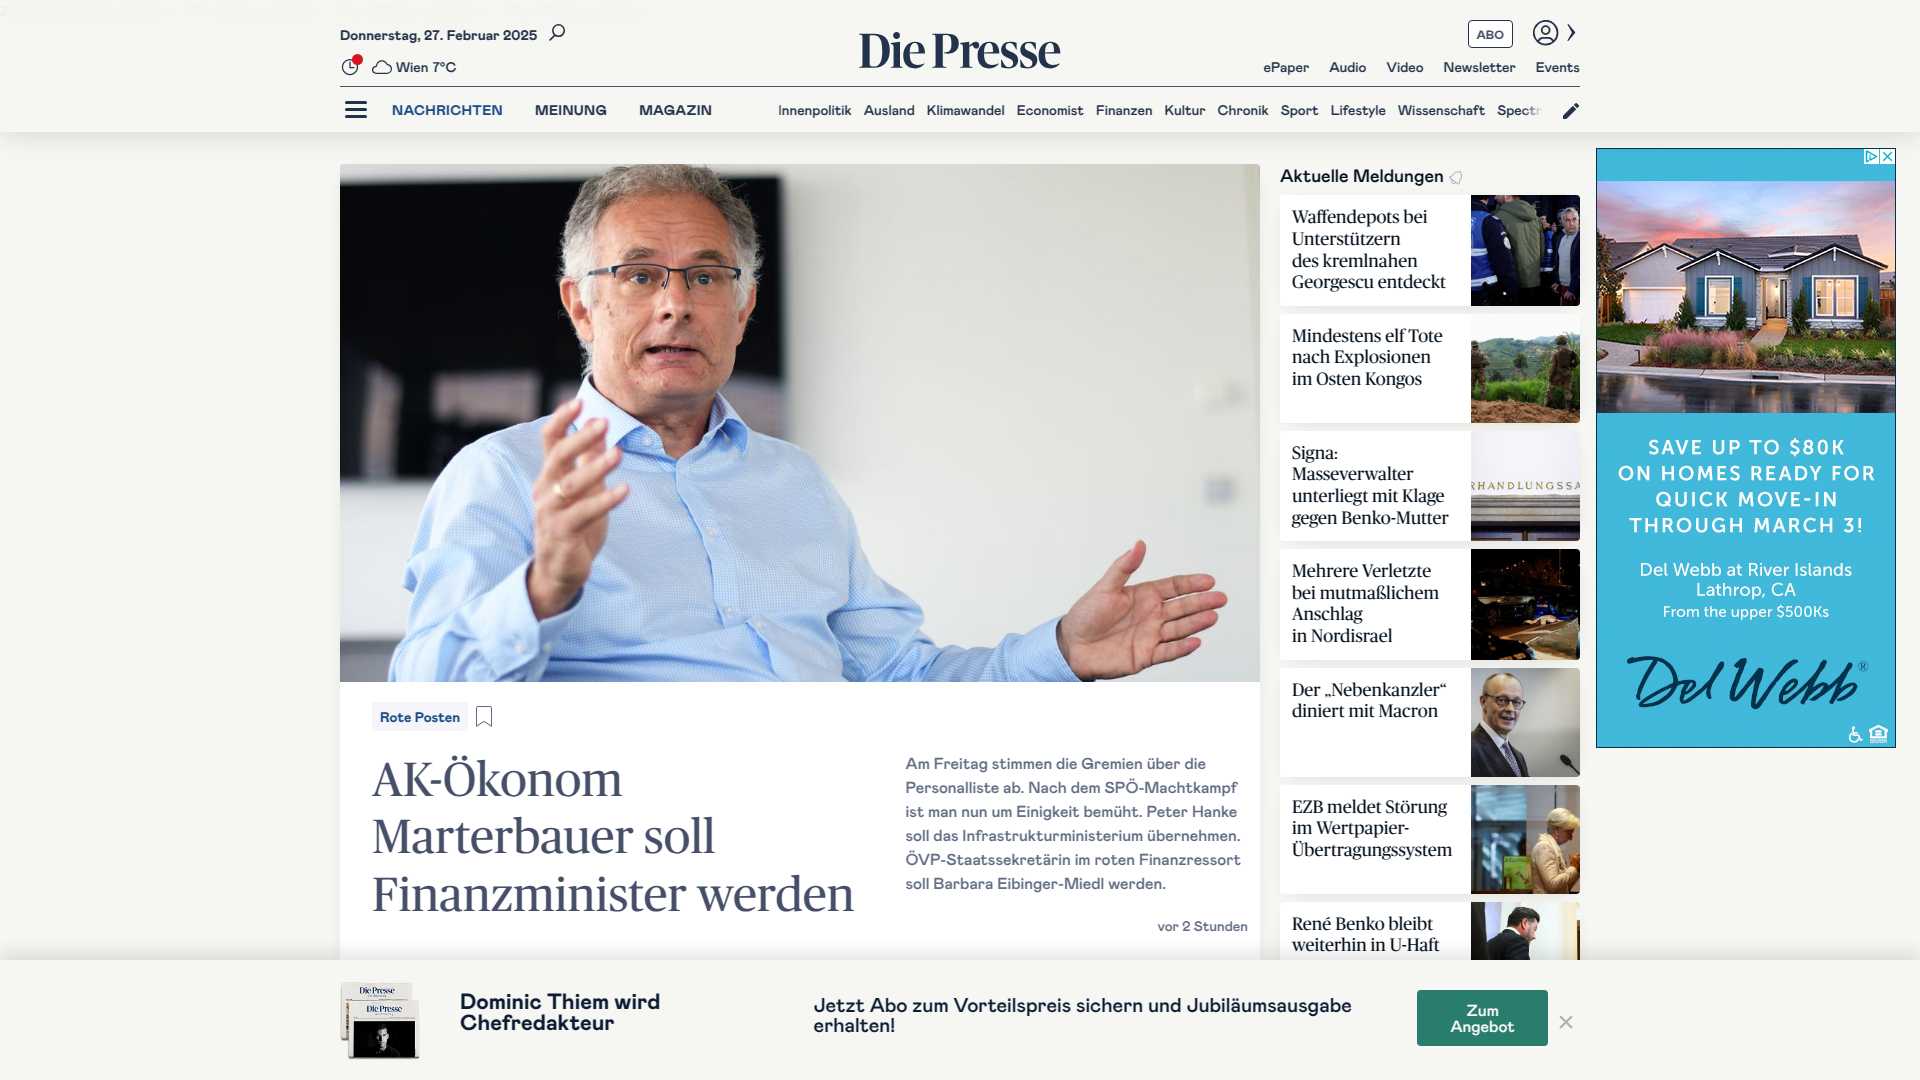 Donnerstag, 27. Februar 2025
Wien 7°C
Die Presse
ABO
ePaper Audio Video Newsletter Events
NACHRICHTEN MEINUNG MAGAZIN
Innenpolitik Ausland Klimawandel Economist Finanzen Kultur Chronik Sport Lifestyle Wissenschaft Spectr
Rote Posten
AK-Ökonom
Marterbauer soll
Finanzminister werden
Am Freitag stimmen die Gremien über die
Personalliste ab. Nach dem SPÖ-Machtkampf
ist man nun um Einigkeit bemüht. Peter Hanke
soll das Infrastrukturministerium übernehmen.
ÖVP-Staatssekretärin im roten Finanzressort
soll Barbara Eibinger-Miedl werden.
vor 2 Stunden
Aktuelle Meldungen
Waffendepots bei
Unterstützern
des kremlnahen
Georgescu entdeckt
Mindestens elf Tote
nach Explosionen
im Osten Kongos
Signa:
Masseverwalter
unterliegt mit Klage
gegen Benko-Mutter
RHANDLUNGSSA
Mehrere Verletzte
bei mutmaßlichem
Anschlag
in Nordisrael
Der „Nebenkanzler“
diniert mit Macron
EZB meldet Störung
im Wertpapier-
Übertragungssystem
René Benko bleibt
weiterhin in U-Haft
SAVE UP TO $80K
ON HOMES READY FOR
QUICK MOVE-IN
THROUGH MARCH 3!
Del Webb at River Islands
Lathrop, CA
From the upper $500Ks
Del Webb®
Die Presse
Die Presse
Dominic Thiem wird
Chefredakteur
Jetzt Abo zum Vorteilspreis sichern und Jubiläumsausgabe
erhalten!
Zum
Angebot